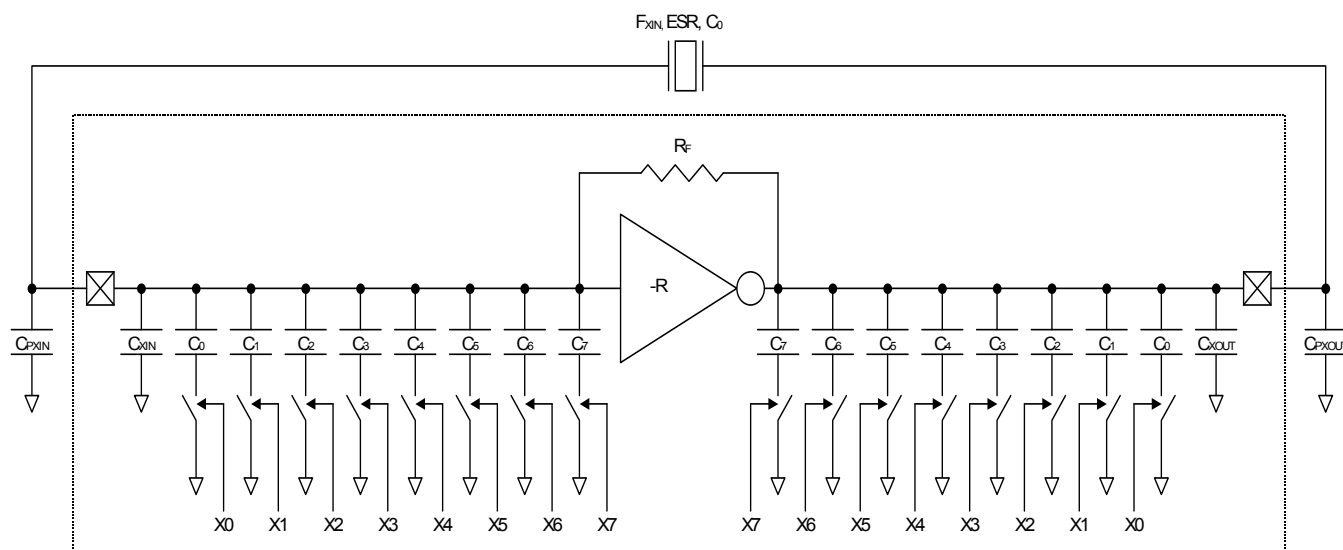 FXIN, ESR, C0
RF
-R
CPXIN CXIN C0 C1 C2 C3 C4 C5 C6 C7 C7 C6 C5 C4 C3 C2 C1 C0 CXOUT CPXOUT
X0 X1 X2 X3 X4 X5 X6 X7 X7 X6 X5 X4 X3 X2 X1 X0